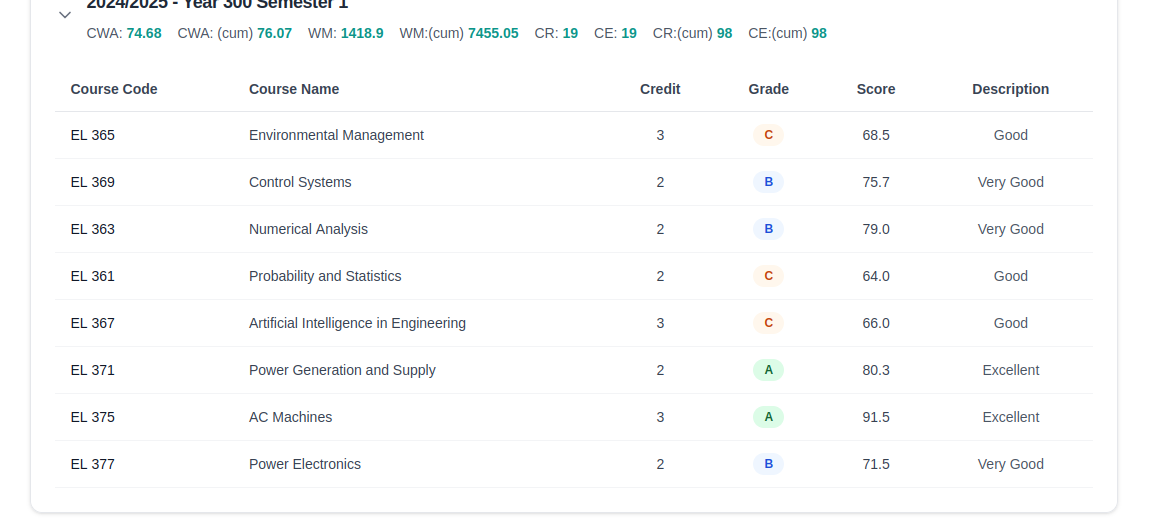 2024/2025 - Year 300 Semester 1
CWA: 74.68 CWA: (cum) 76.07 WM: 1418.9 WM:(cum) 7455.05 CR: 19 CE: 19 CR:(cum) 98 CE:(cum) 98
Course Code Course Name Credit Grade Score Description
EL 365 Environmental Management 3 C 68.5 Good
EL 369 Control Systems 2 B 75.7 Very Good
EL 363 Numerical Analysis 2 B 79.0 Very Good
EL 361 Probability and Statistics 2 C 64.0 Good
EL 367 Artificial Intelligence in Engineering 3 C 66.0 Good
EL 371 Power Generation and Supply 2 A 80.3 Excellent
EL 375 AC Machines 3 A 91.5 Excellent
EL 377 Power Electronics 2 B 71.5 Very Good